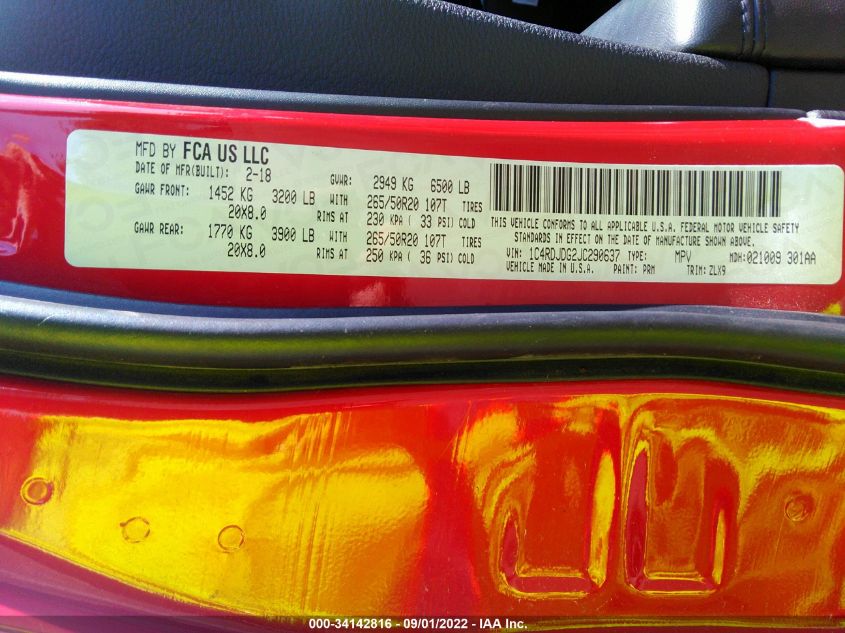 MFD BY FCA US LLC
DATE OF MFR(BUILT): 2-18 GVWR: 2949 KG 6500 LB
GAWR FRONT: 1452 KG 3200 LB WITH 265/50R20 107T TIRES
20X8.0 RIMS AT 230 KPA ( 33 PSI) COLD
GAWR REAR: 1770 KG 3900 LB WITH 265/50R20 107T TIRES
20X8.0 RIMS AT 250 KPA ( 36 PSI) COLD
THIS VEHICLE CONFORMS TO ALL APPLICABLE U.S.A. FEDERAL MOTOR VEHICLE SAFETY
STANDARDS IN EFFECT ON THE DATE OF MANUFACTURE SHOWN ABOVE.
VIN: 1C4RDJDG2JC290637 TYPE: MPV MDH:021009 301AA
VEHICLE MADE IN U.S.A. PAINT: PRM TRIM: ZLX9
000-34142816 - 09/01/2022 - IAA Inc.